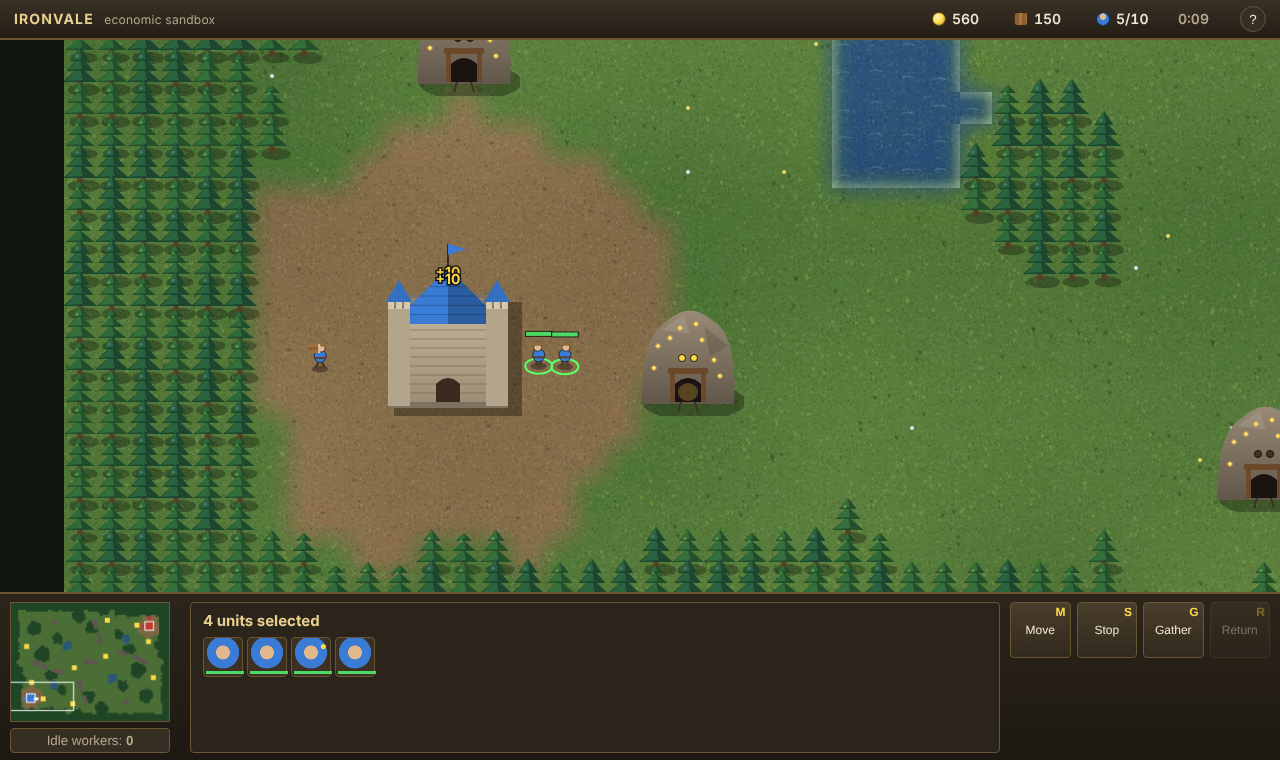 IRONVALE economic sandbox 560 150 5/10 0:09 ?
+10
+10
4 units selected
M S G R
Move Stop Gather Return
Idle workers: 0